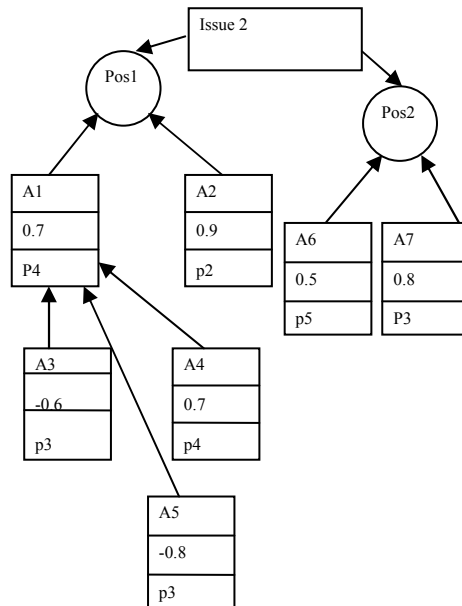 Issue 2
Pos1
Pos2
A1
0.7
P4
A2
0.9
p2
A6
0.5
p5
A7
0.8
P3
A3
-0.6
p3
A4
0.7
p4
A5
-0.8
p3